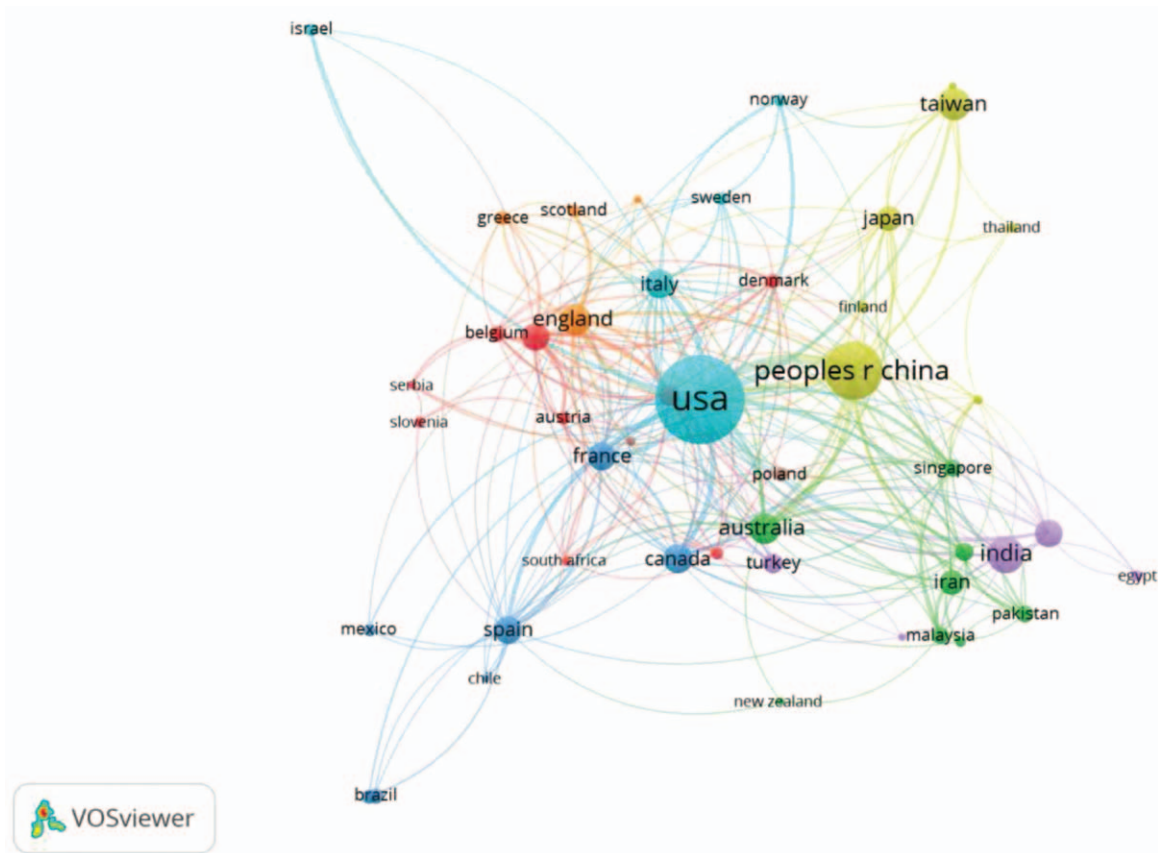 israel
norway
taiwan
sweden
greece
scotland
japan
thailand
italy
denmark
finland
england
belgium
peoples r china
usa
serbia
austria
slovenia
france
poland
singapore
australia
india
south africa
canada
turkey
iran
egypt
pakistan
mexico
spain
malaysia
chile
new zealand
brazil
VOSviewer